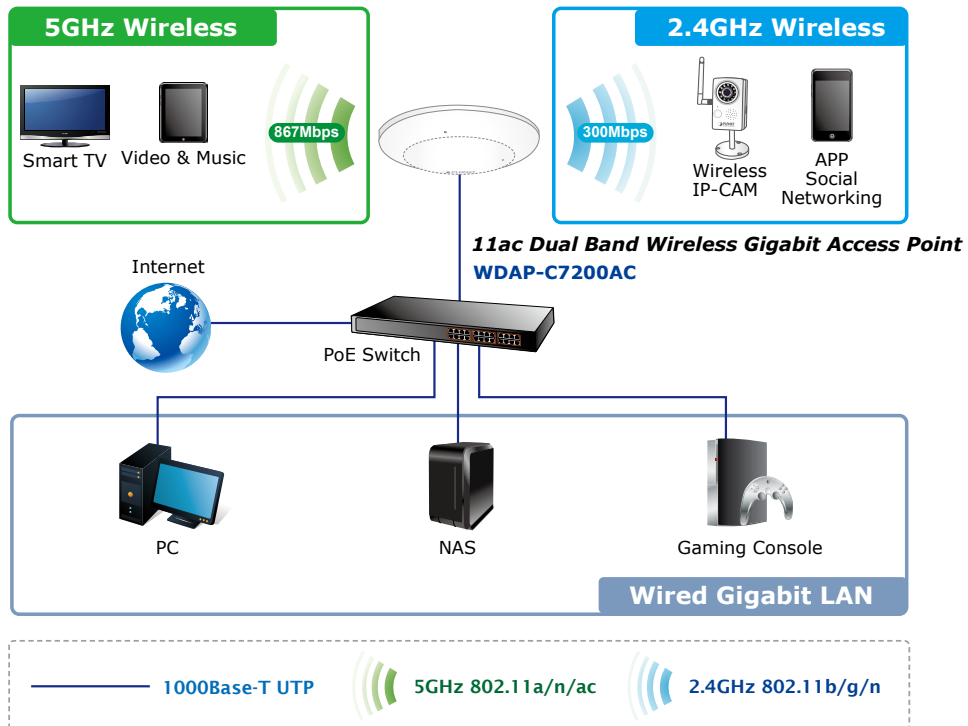 5GHz Wireless
2.4GHz Wireless
867Mbps
300Mbps
Smart TV
Video & Music
Wireless
IP-CAM
APP
Social
Networking
11ac Dual Band Wireless Gigabit Access Point
WDAP-C7200AC
Internet
PoE Switch
PC
NAS
Gaming Console
Wired Gigabit LAN
1000Base-T UTP
5GHz 802.11a/n/ac
2.4GHz 802.11b/g/n